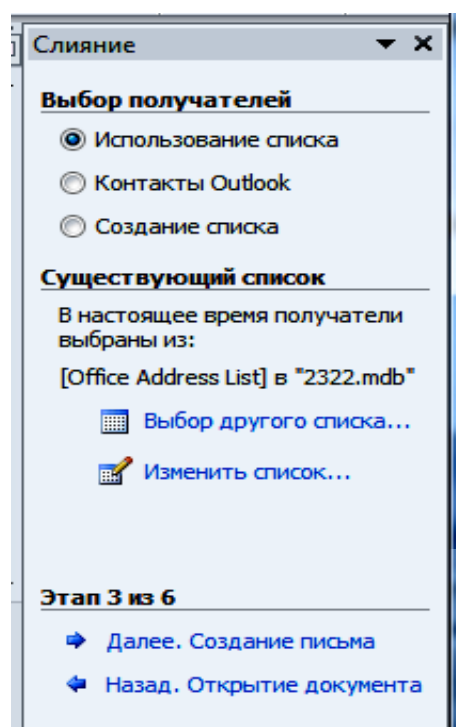 Слияние
Выбор получателей
Использование списка
Контакты Outlook
Создание списка
Существующий список
В настоящее время получатели
выбраны из:
[Office Address List] в "2322.mdb"
Выбор другого списка...
Изменить список...
Этап 3 из 6
Далее. Создание письма
Назад. Открытие документа